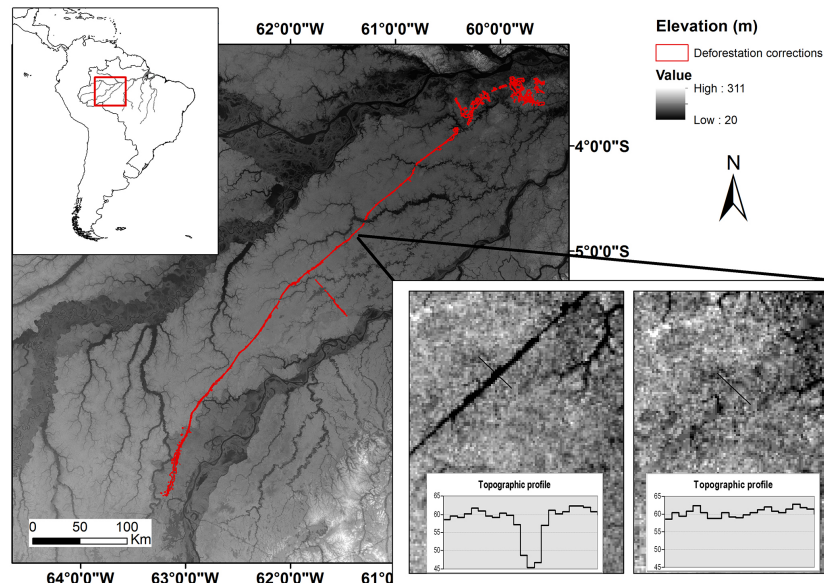 62°0'0"W 61°0'0"W 60°0'0"W
Elevation (m)
Deforestation corrections
Value
High : 311
Low : 20
4°0'0"S
N
5°0'0"S
Topographic profile
65
60
55
50
45
Topographic profile
65
60
55
50
45
0 50 100
Km
64°0'0"W 63°0'0"W 62°0'0"W 61°0